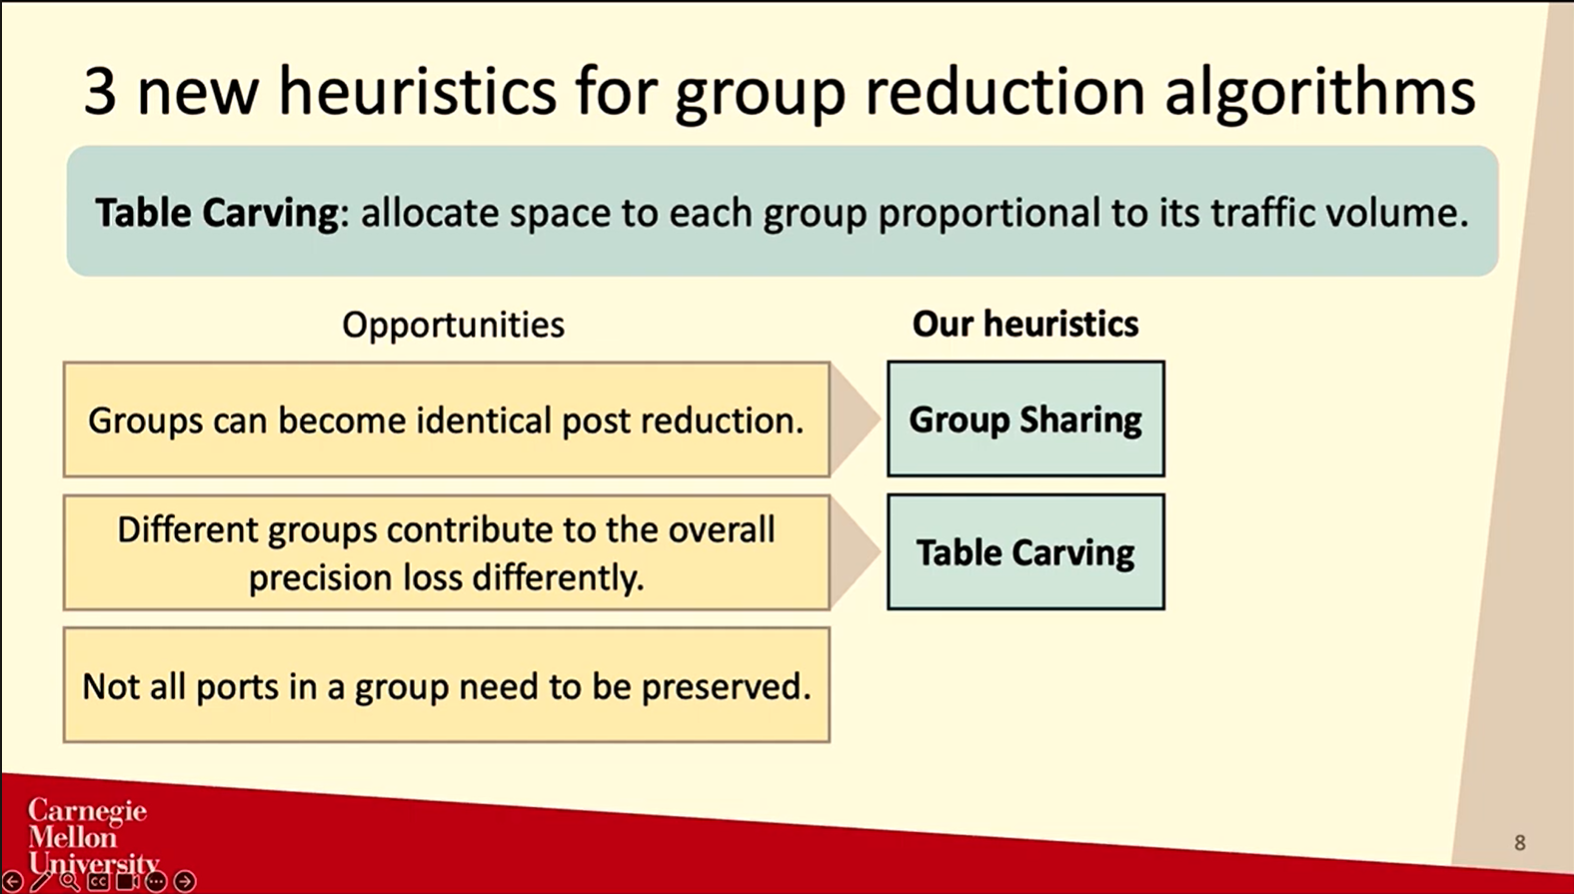 3 new heuristics for group reduction algorithms
Table Carving: allocate space to each group proportional to its traffic volume.
Opportunities
Our heuristics
Groups can become identical post reduction.
Group Sharing
Different groups contribute to the overall
precision loss differently.
Table Carving
Not all ports in a group need to be preserved.
Carnegie
Mellon
University
8
CC